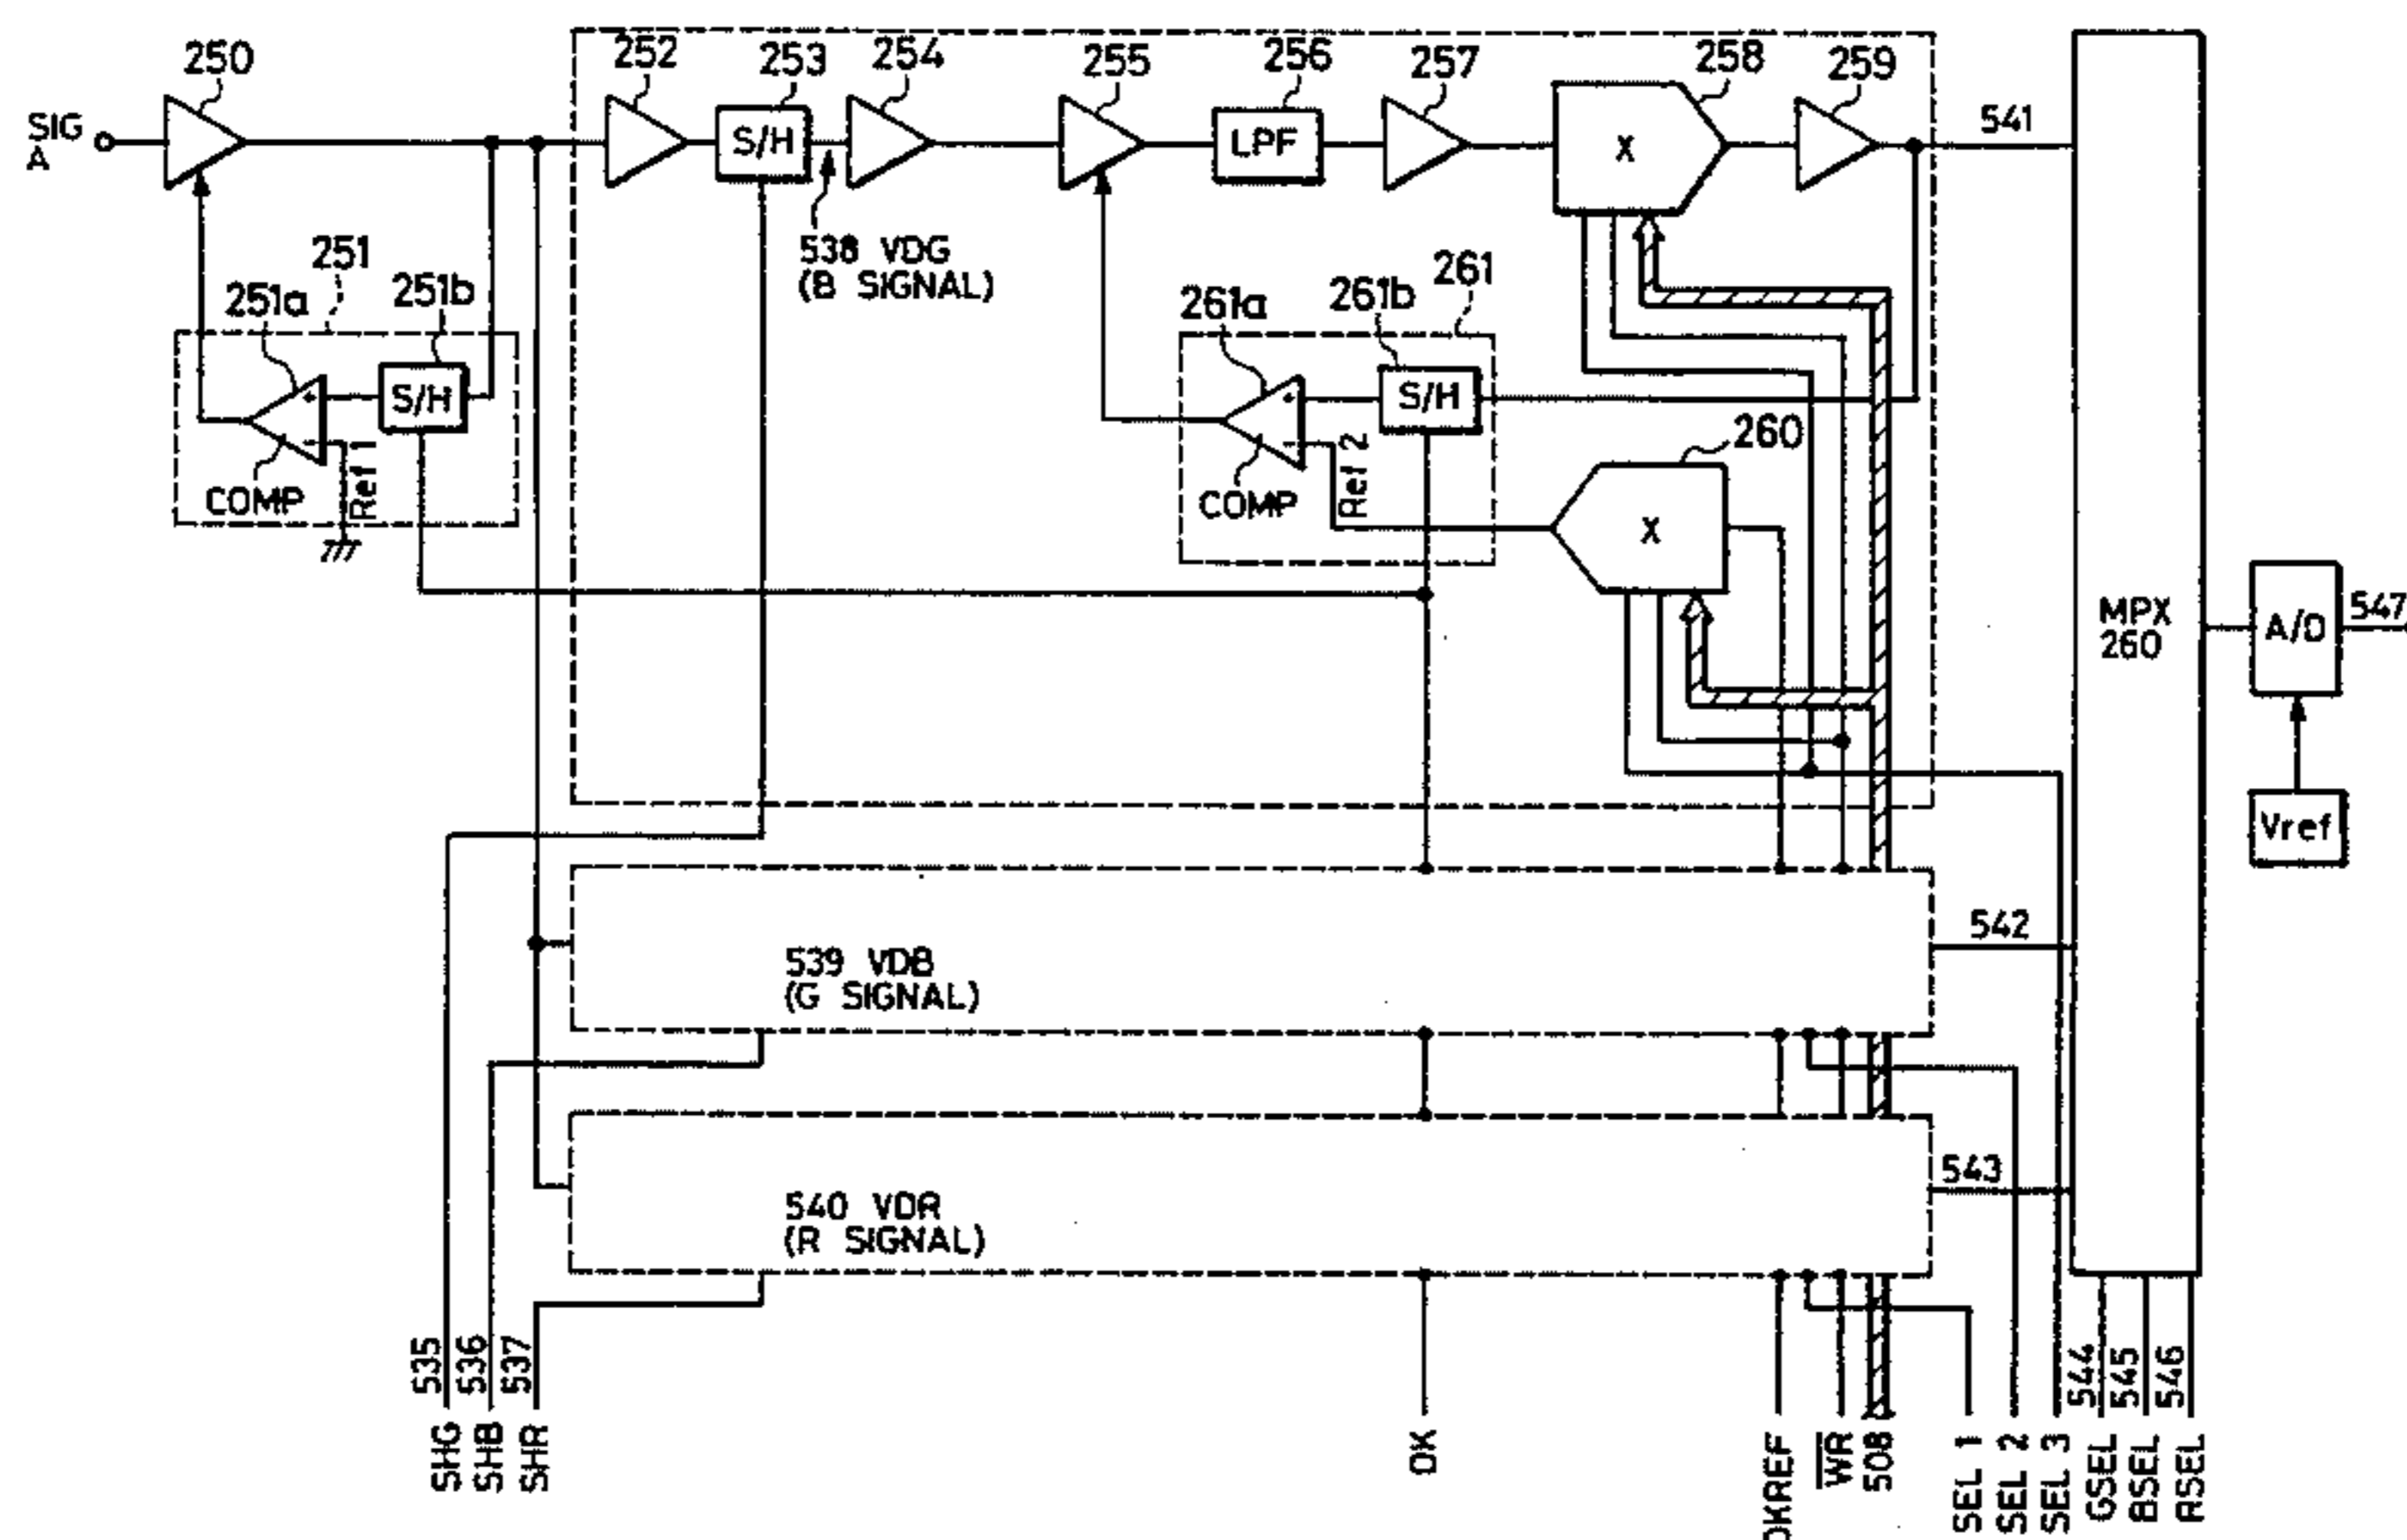 250
252
253
254
255
256
257
258
259
SIG
A
S/H
LPF
X
541
538 VDG
(B SIGNAL)
251
251a
251b
S/H
COMP
Ref 1
261
261a
261b
S/H
COMP
Ref 2
260
X
MPX
260
A/D
547
Vref
542
539 VDB
(G SIGNAL)
543
540 VDR
(R SIGNAL)
535
536
537
544
545
546
SHG
SHB
SHR
DK
DKREF
WR
508
SEL 1
SEL 2
SEL 3
GSEL
BSEL
RSEL